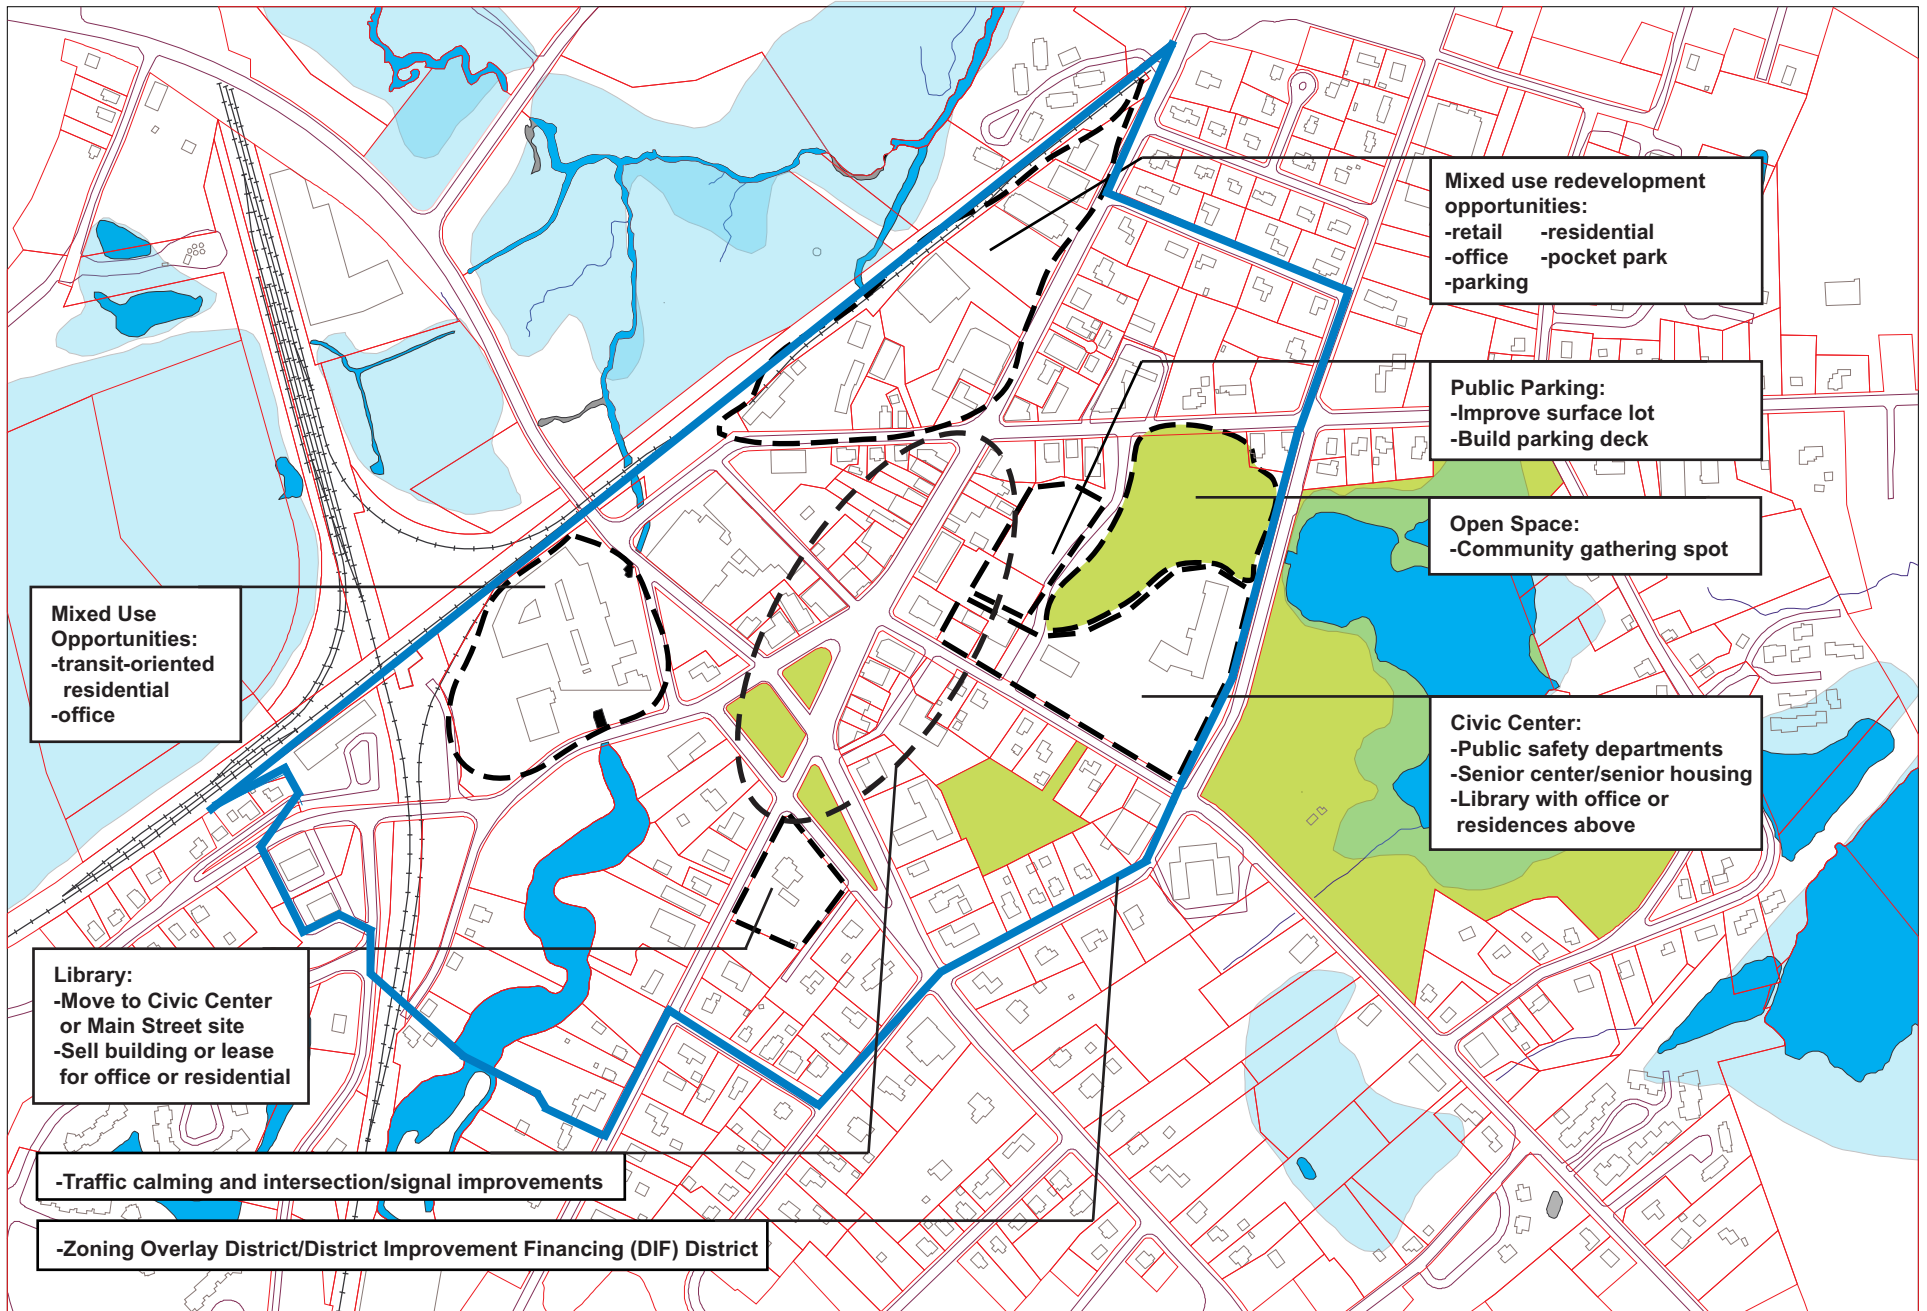 Mixed use redevelopment
opportunities:
-retail -residential
-office -pocket park
-parking
Public Parking:
-Improve surface lot
-Build parking deck
Open Space:
-Community gathering spot
Mixed Use
Opportunities:
-transit-oriented
residential
-office
Civic Center:
-Public safety departments
-Senior center/senior housing
-Library with office or
residences above
Library:
-Move to Civic Center
or Main Street site
-Sell building or lease
for office or residential
-Traffic calming and intersection/signal improvements
-Zoning Overlay District/District Improvement Financing (DIF) District